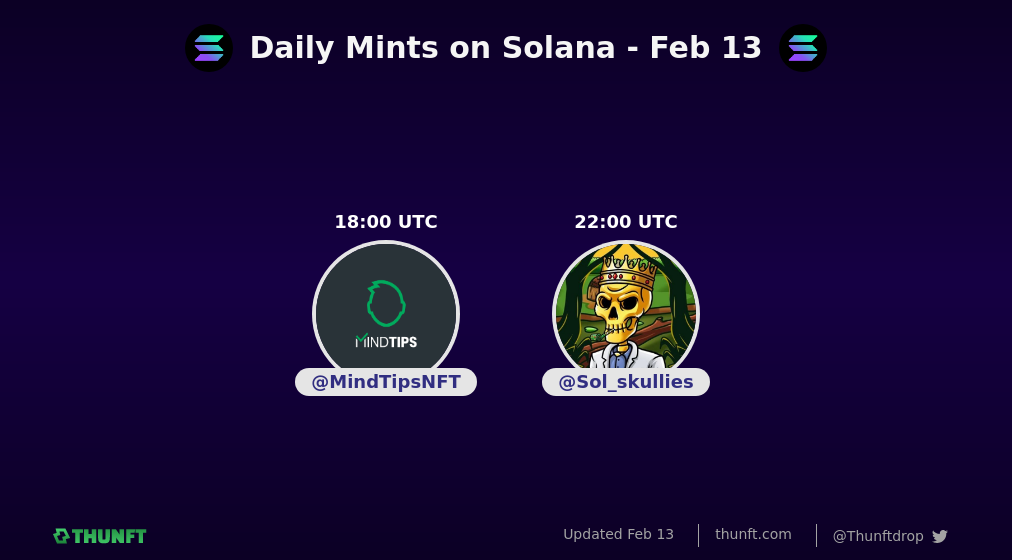 Daily Mints on Solana - Feb 13
18:00 UTC
22:00 UTC
MINDTIPS
@MindTipsNFT
@Sol_skullies
THUNFT
Updated Feb 13
thunft.com
@Thunftdrop